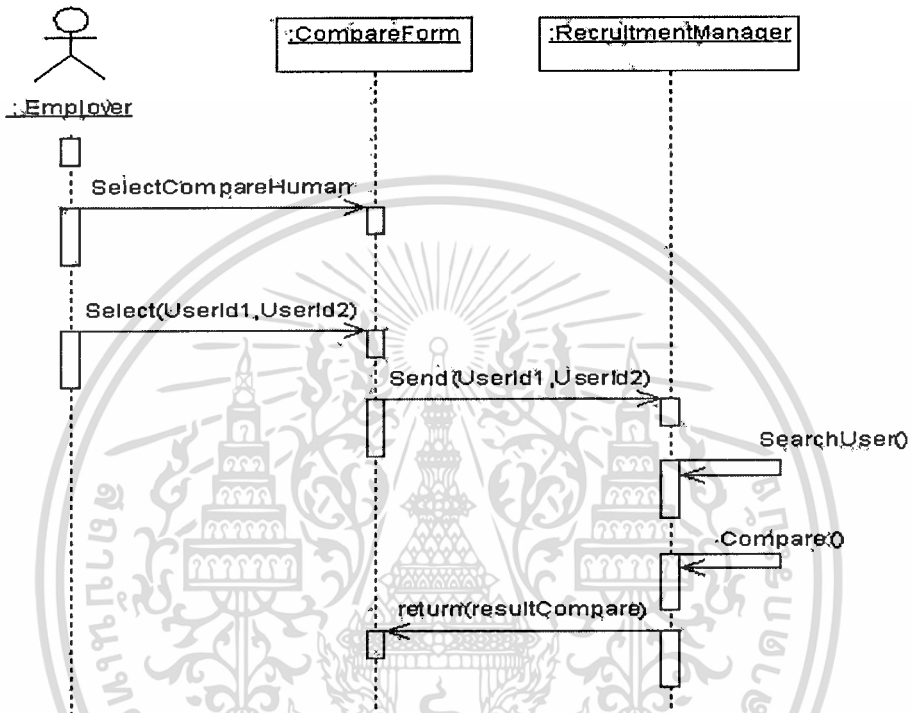 :CompareForm
:RecruitmentManager
:Employer
SelectCompareHuman
Select(UserId1,UserId2)
Send(UserId1,UserId2)
SearchUser()
Compare()
return(resultCompare)